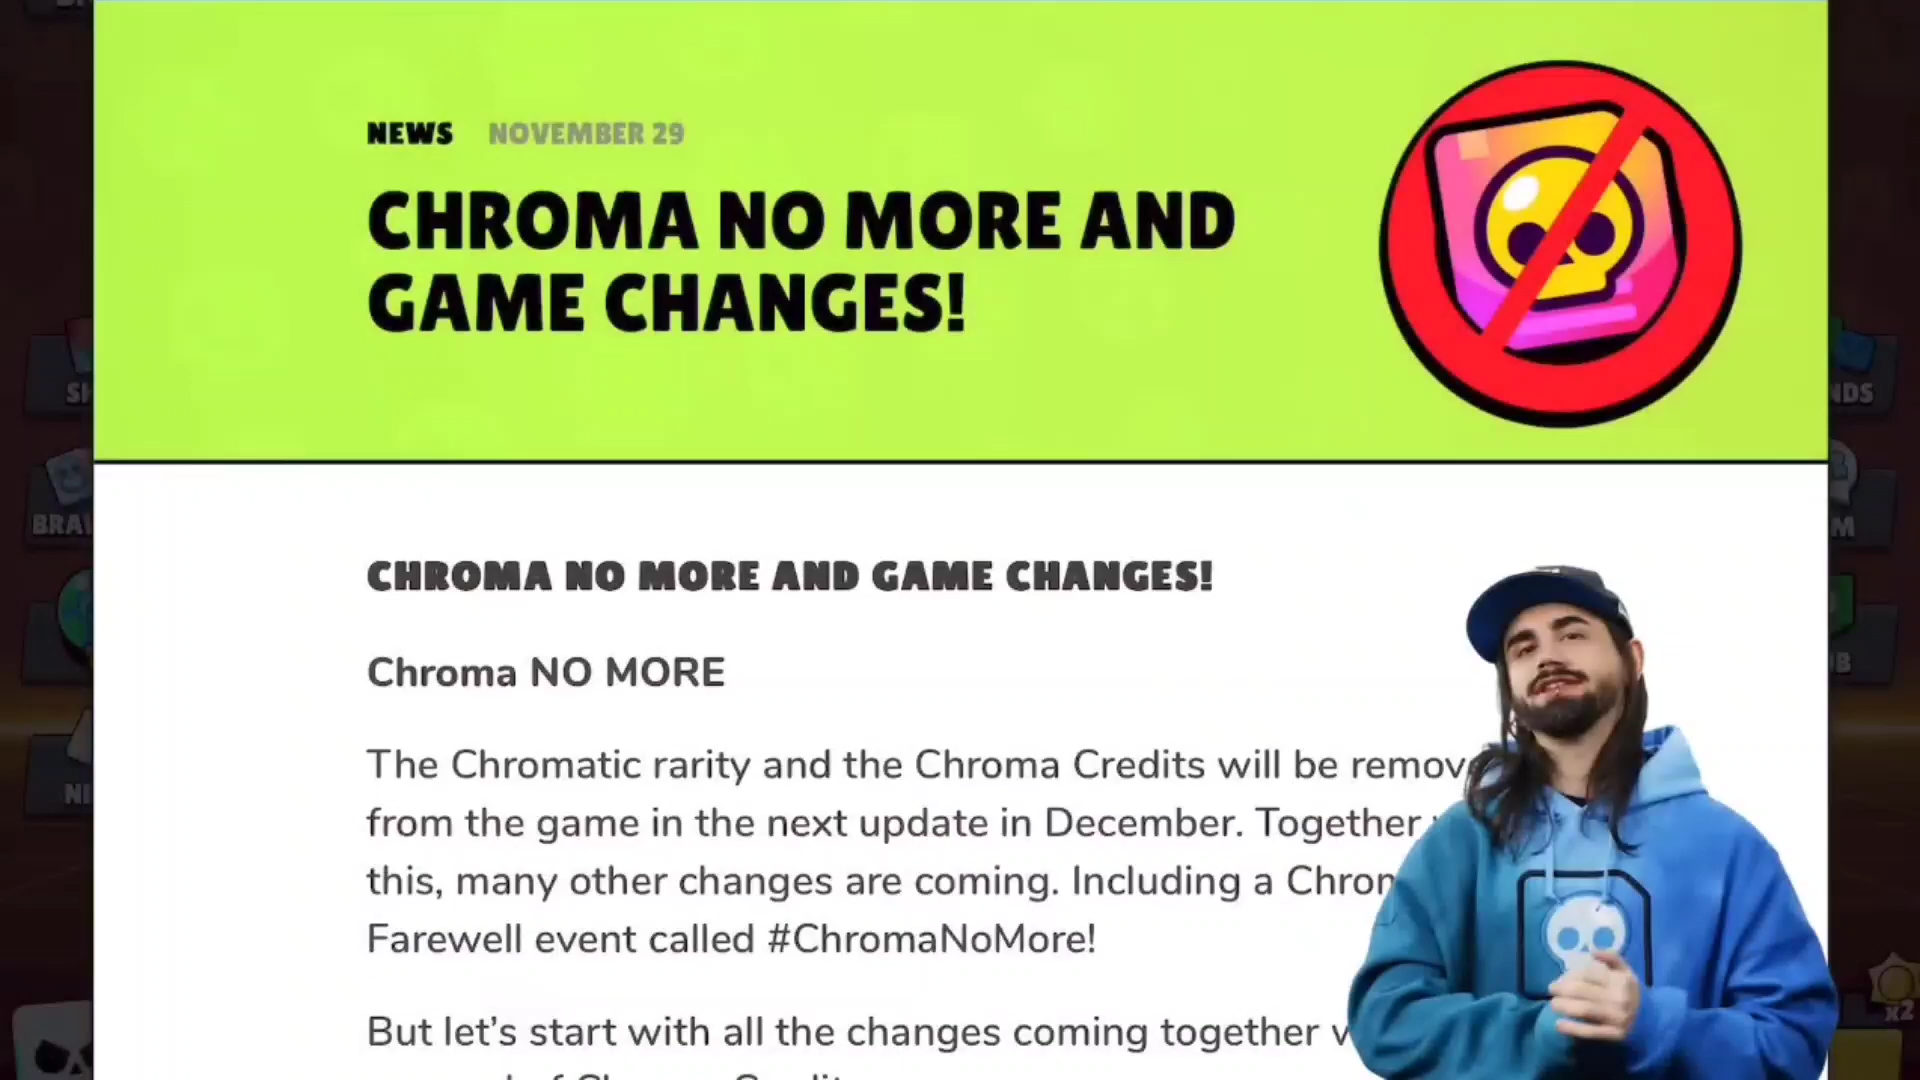 NEWS NOVEMBER 29
CHROMA NO MORE AND
GAME CHANGES!
CHROMA NO MORE AND GAME CHANGES!
Chroma NO MORE
The Chromatic rarity and the Chroma Credits will be remov
from the game in the next update in December. Together
this, many other changes are coming. Including a Chrom
Farewell event called #ChromaNoMore!
But let's start with all the changes coming together
x2